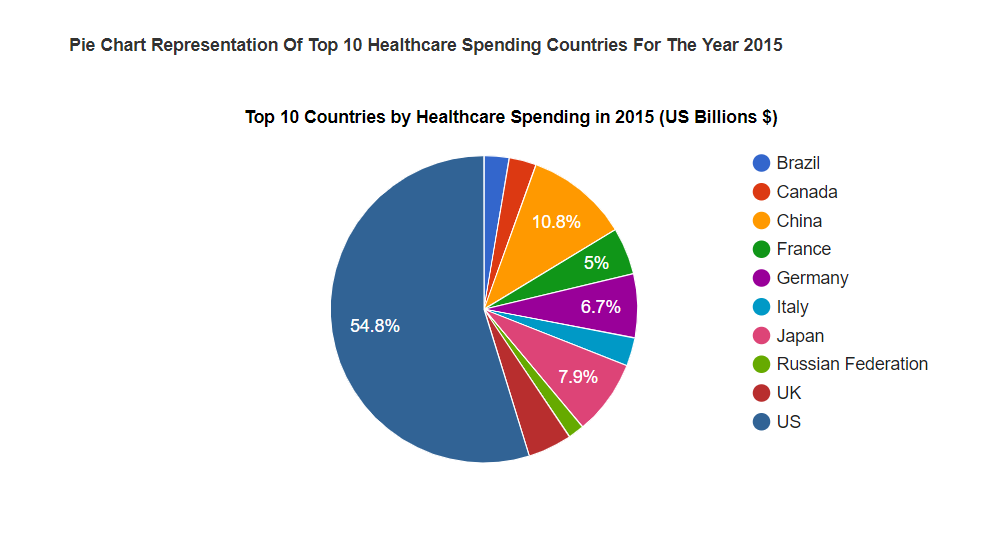 Pie Chart Representation Of Top 10 Healthcare Spending Countries For The Year 2015
Top 10 Countries by Healthcare Spending in 2015 (US Billions $)
10.8%
5%
6.7%
7.9%
54.8%
Brazil
Canada
China
France
Germany
Italy
Japan
Russian Federation
UK
US